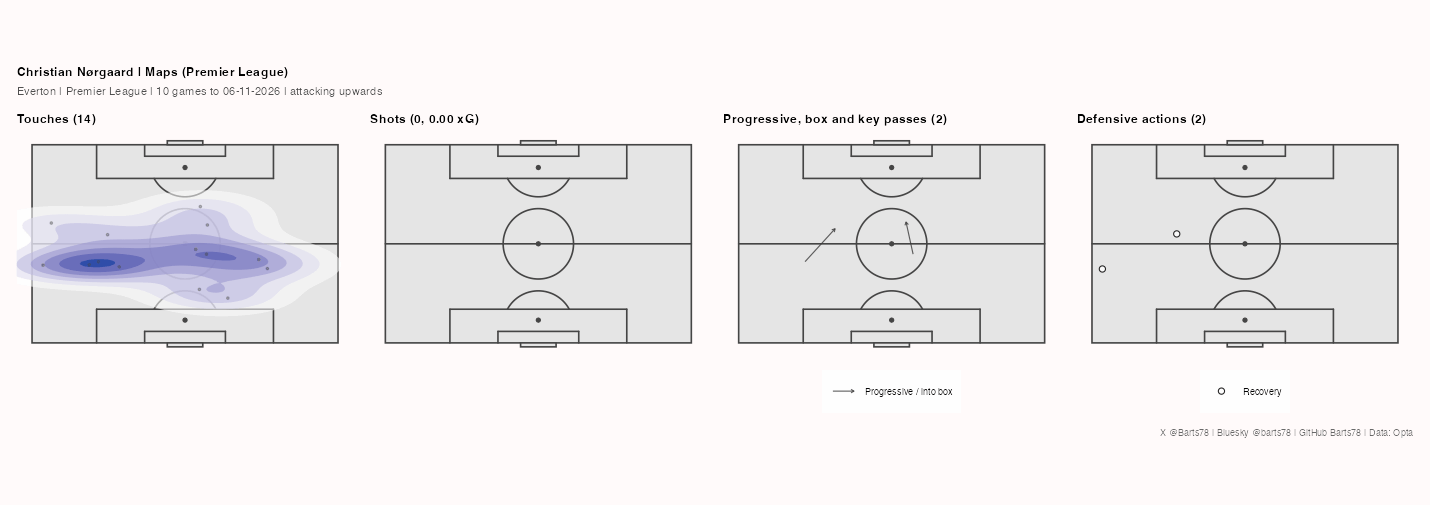 Christian Nørgaard | Maps (Premier League)
Everton | Premier League | 10 games to 06-11-2026 | attacking upwards
Touches (14)
Shots (0, 0.00 xG)
Progressive, box and key passes (2)
Defensive actions (2)
Progressive / into box
Recovery
X @Barts78 | Bluesky @barts78 | GitHub Barts78 | Data: Opta